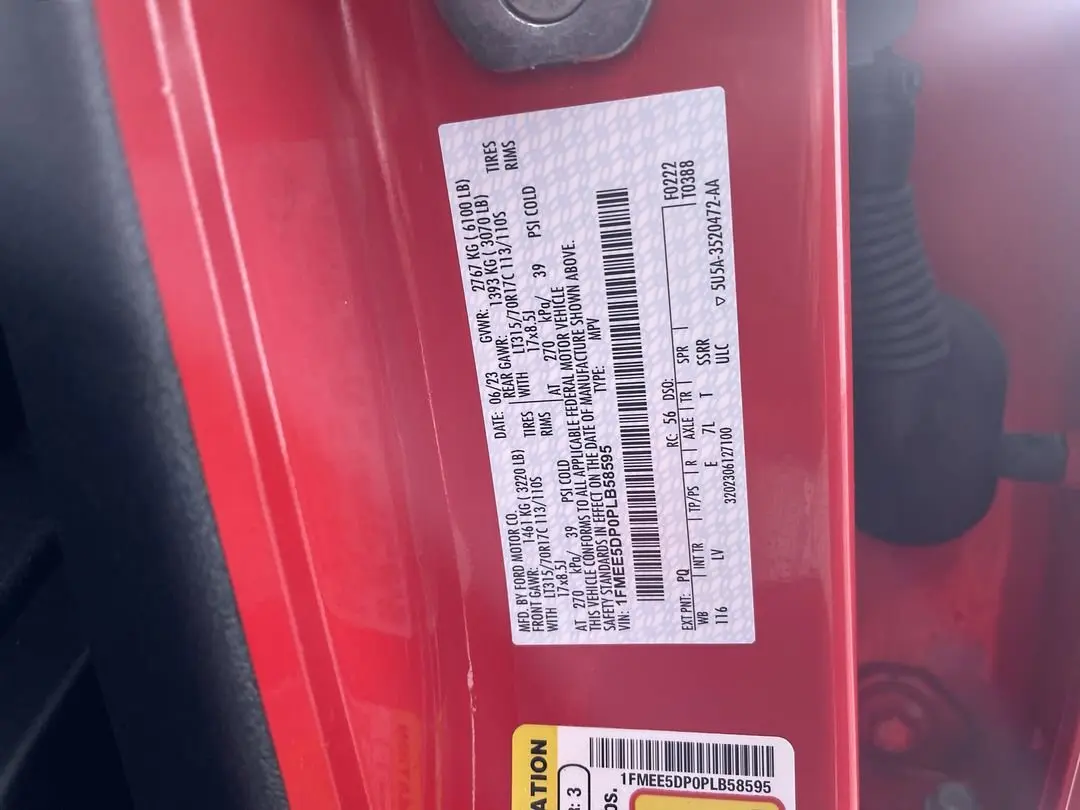 MFD. BY FORD MOTOR CO.
DATE: 06/23 GVWR: 2767 KG ( 6100 LB)
FRONT GAWR: 1461 KG ( 3220 LB) REAR GAWR: 1393 KG ( 3070 LB)
WITH LT315/70R17C 113/110S TIRES WITH LT315/70R17C 113/110S TIRES
17x8.5J RIMS 17x8.5J RIMS
AT 270 kPa/ 39 PSI COLD AT 270 kPa/ 39 PSI COLD
THIS VEHICLE CONFORMS TO ALL APPLICABLE FEDERAL MOTOR VEHICLE
SAFETY STANDARDS IN EFFECT ON THE DATE OF MANUFACTURE SHOWN ABOVE.
VIN: 1FMEE5DP0PLB58595 TYPE: MPV
F0222
T0388
EXT PNT: PQ RC: 56 DSO:
WB INT TR TP/PS R AXLE TR SPR
116 LV E 7L T SSRR
3202306127100 ULC
▽ 5U5A-3520472-AA
ATION
3
OS.
1FMEE5DP0PLB58595